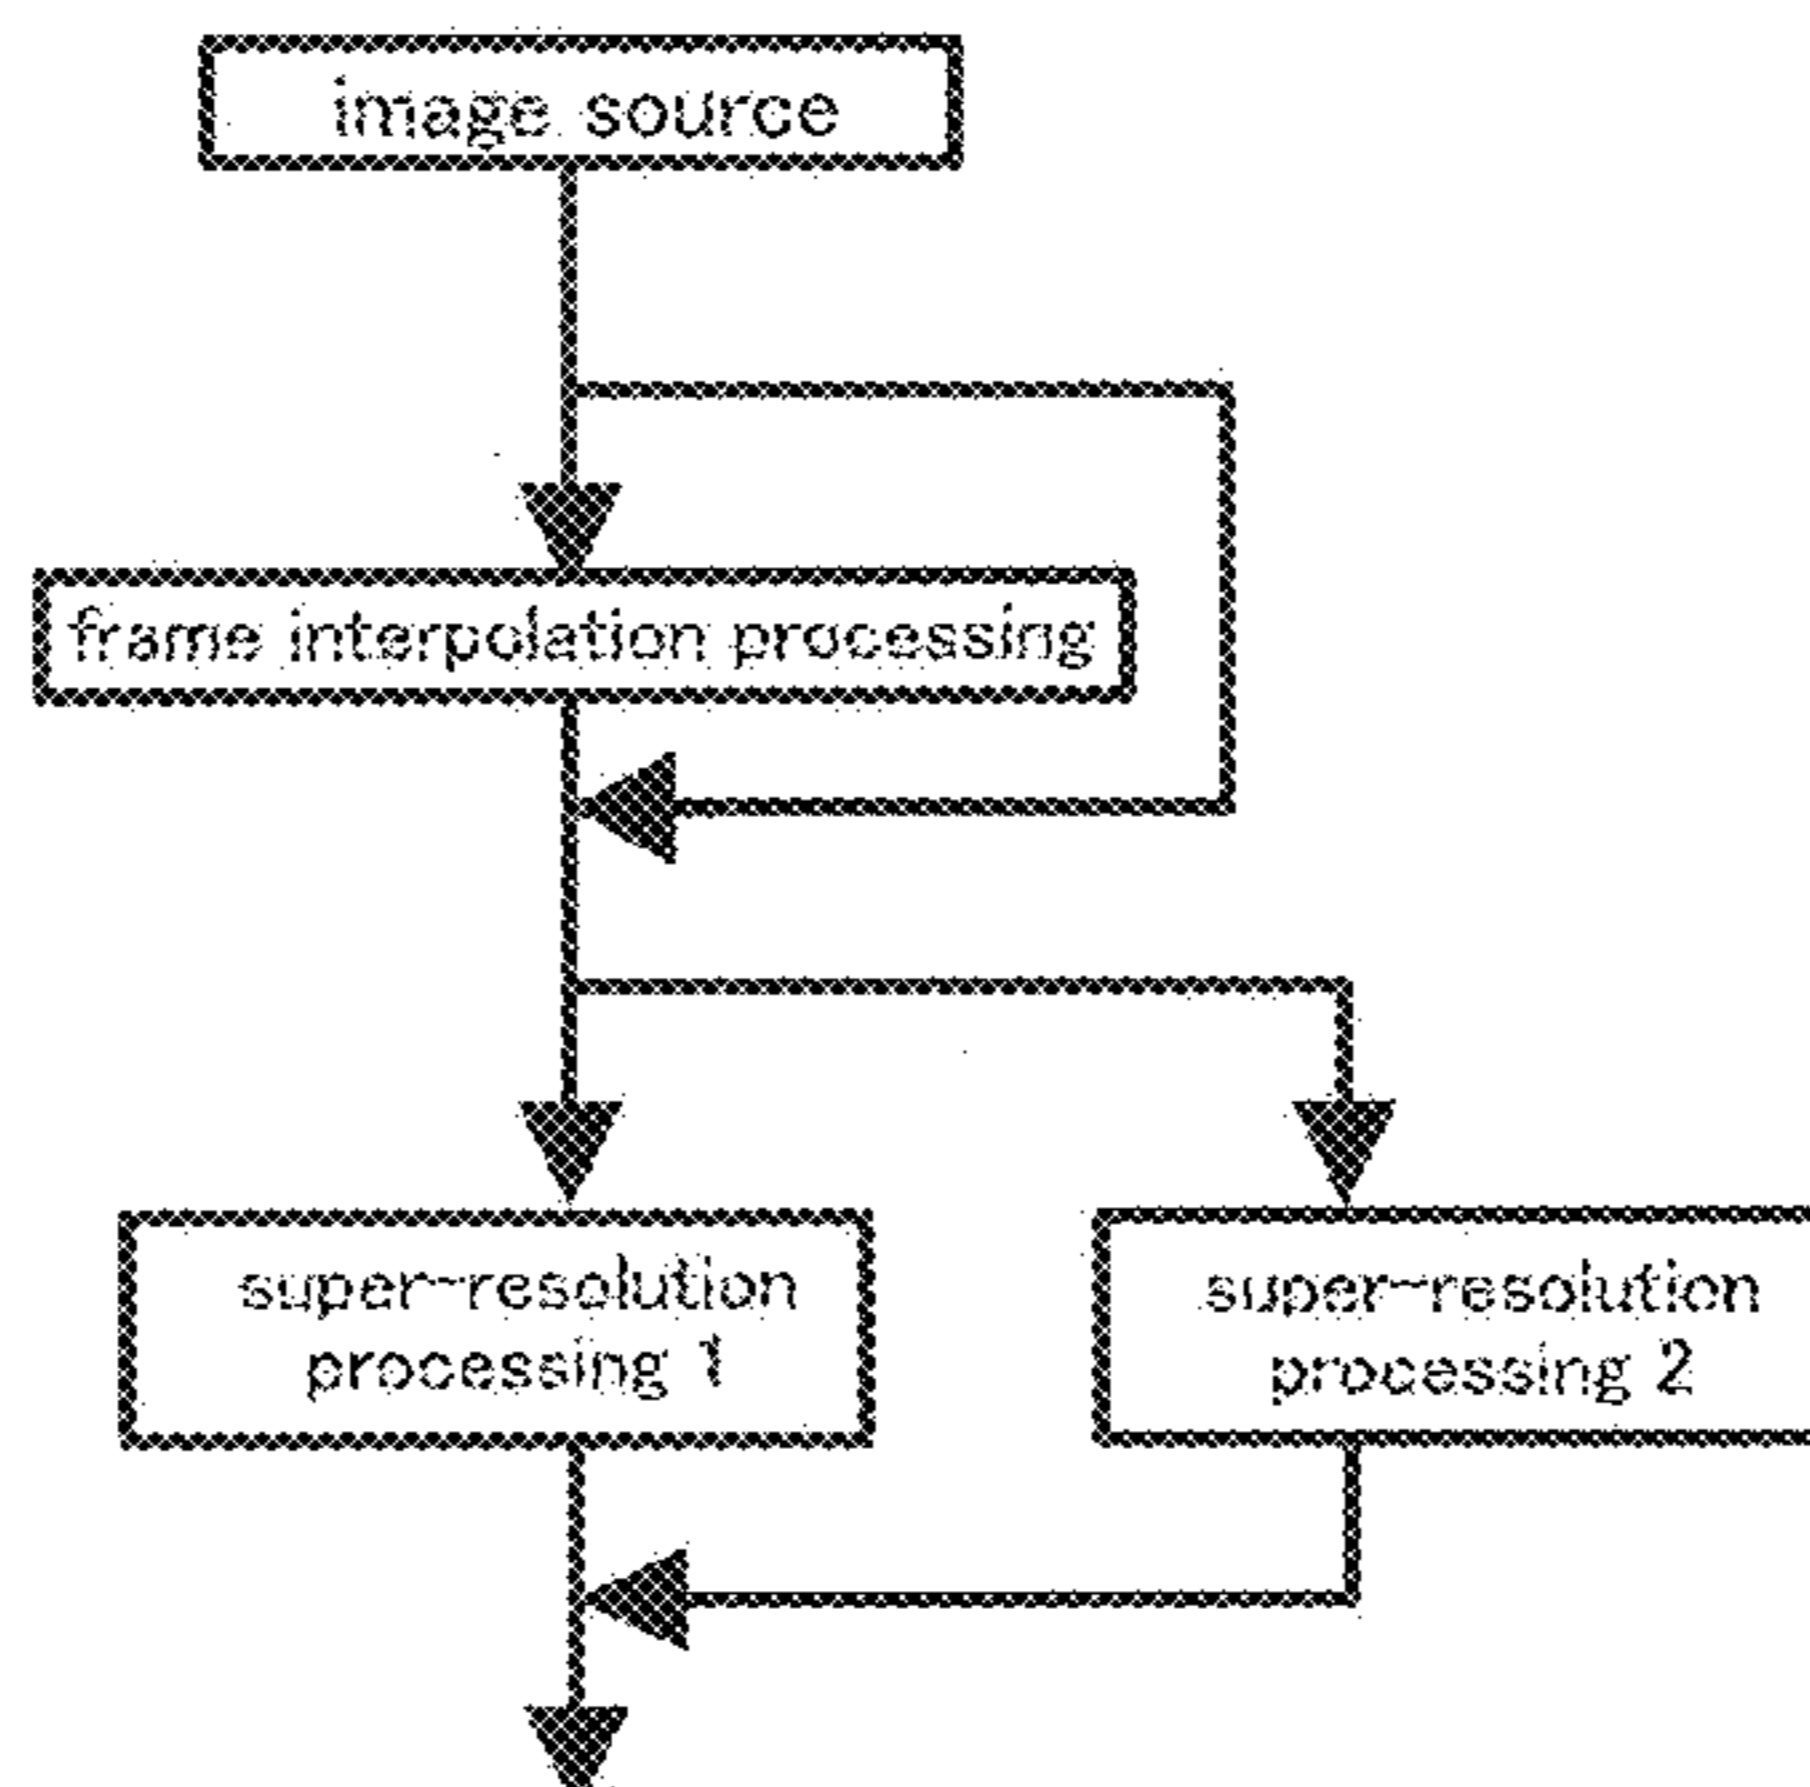 image source
frame interpolation processing
super-resolution
processing 1
super-resolution
processing 2